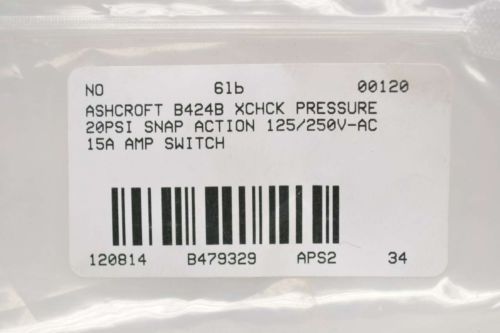 NO 6lb 00120
ASHCROFT B424B XCHCK PRESSURE
20PSI SNAP ACTION 125/250V-AC
15A AMP SWITCH
120814 B479329 APS2 34